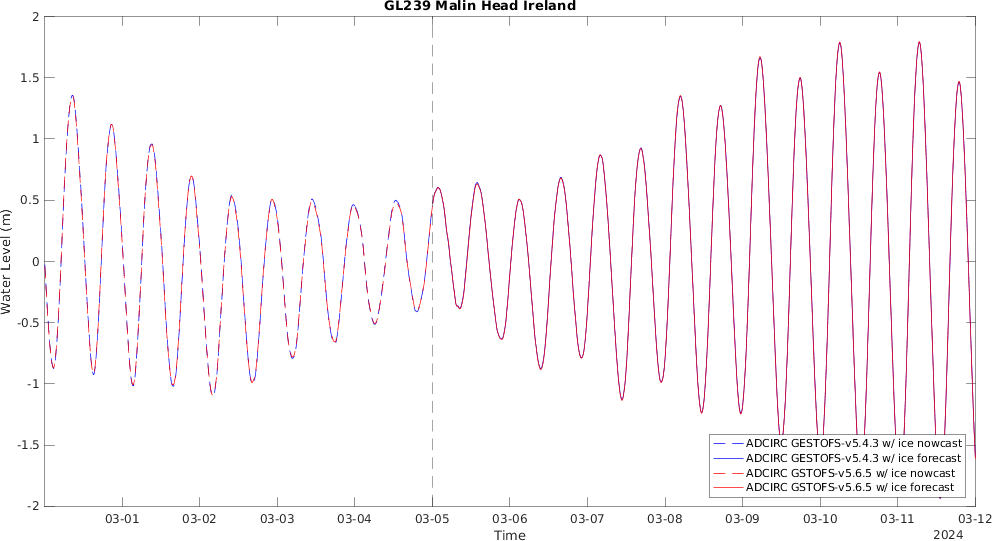 GL239 Malin Head Ireland
2
1.5
1
0.5
0
-0.5
-1
-1.5
-2
Water Level (m)
ADCIRC GESTOFS-v5.4.3 w/ ice nowcast
ADCIRC GESTOFS-v5.4.3 w/ ice forecast
ADCIRC GSTOFS-v5.6.5 w/ ice nowcast
ADCIRC GSTOFS-v5.6.5 w/ ice forecast
03-01 03-02 03-03 03-04 03-05 03-06 03-07 03-08 03-09 03-10 03-11 03-12
Time
2024